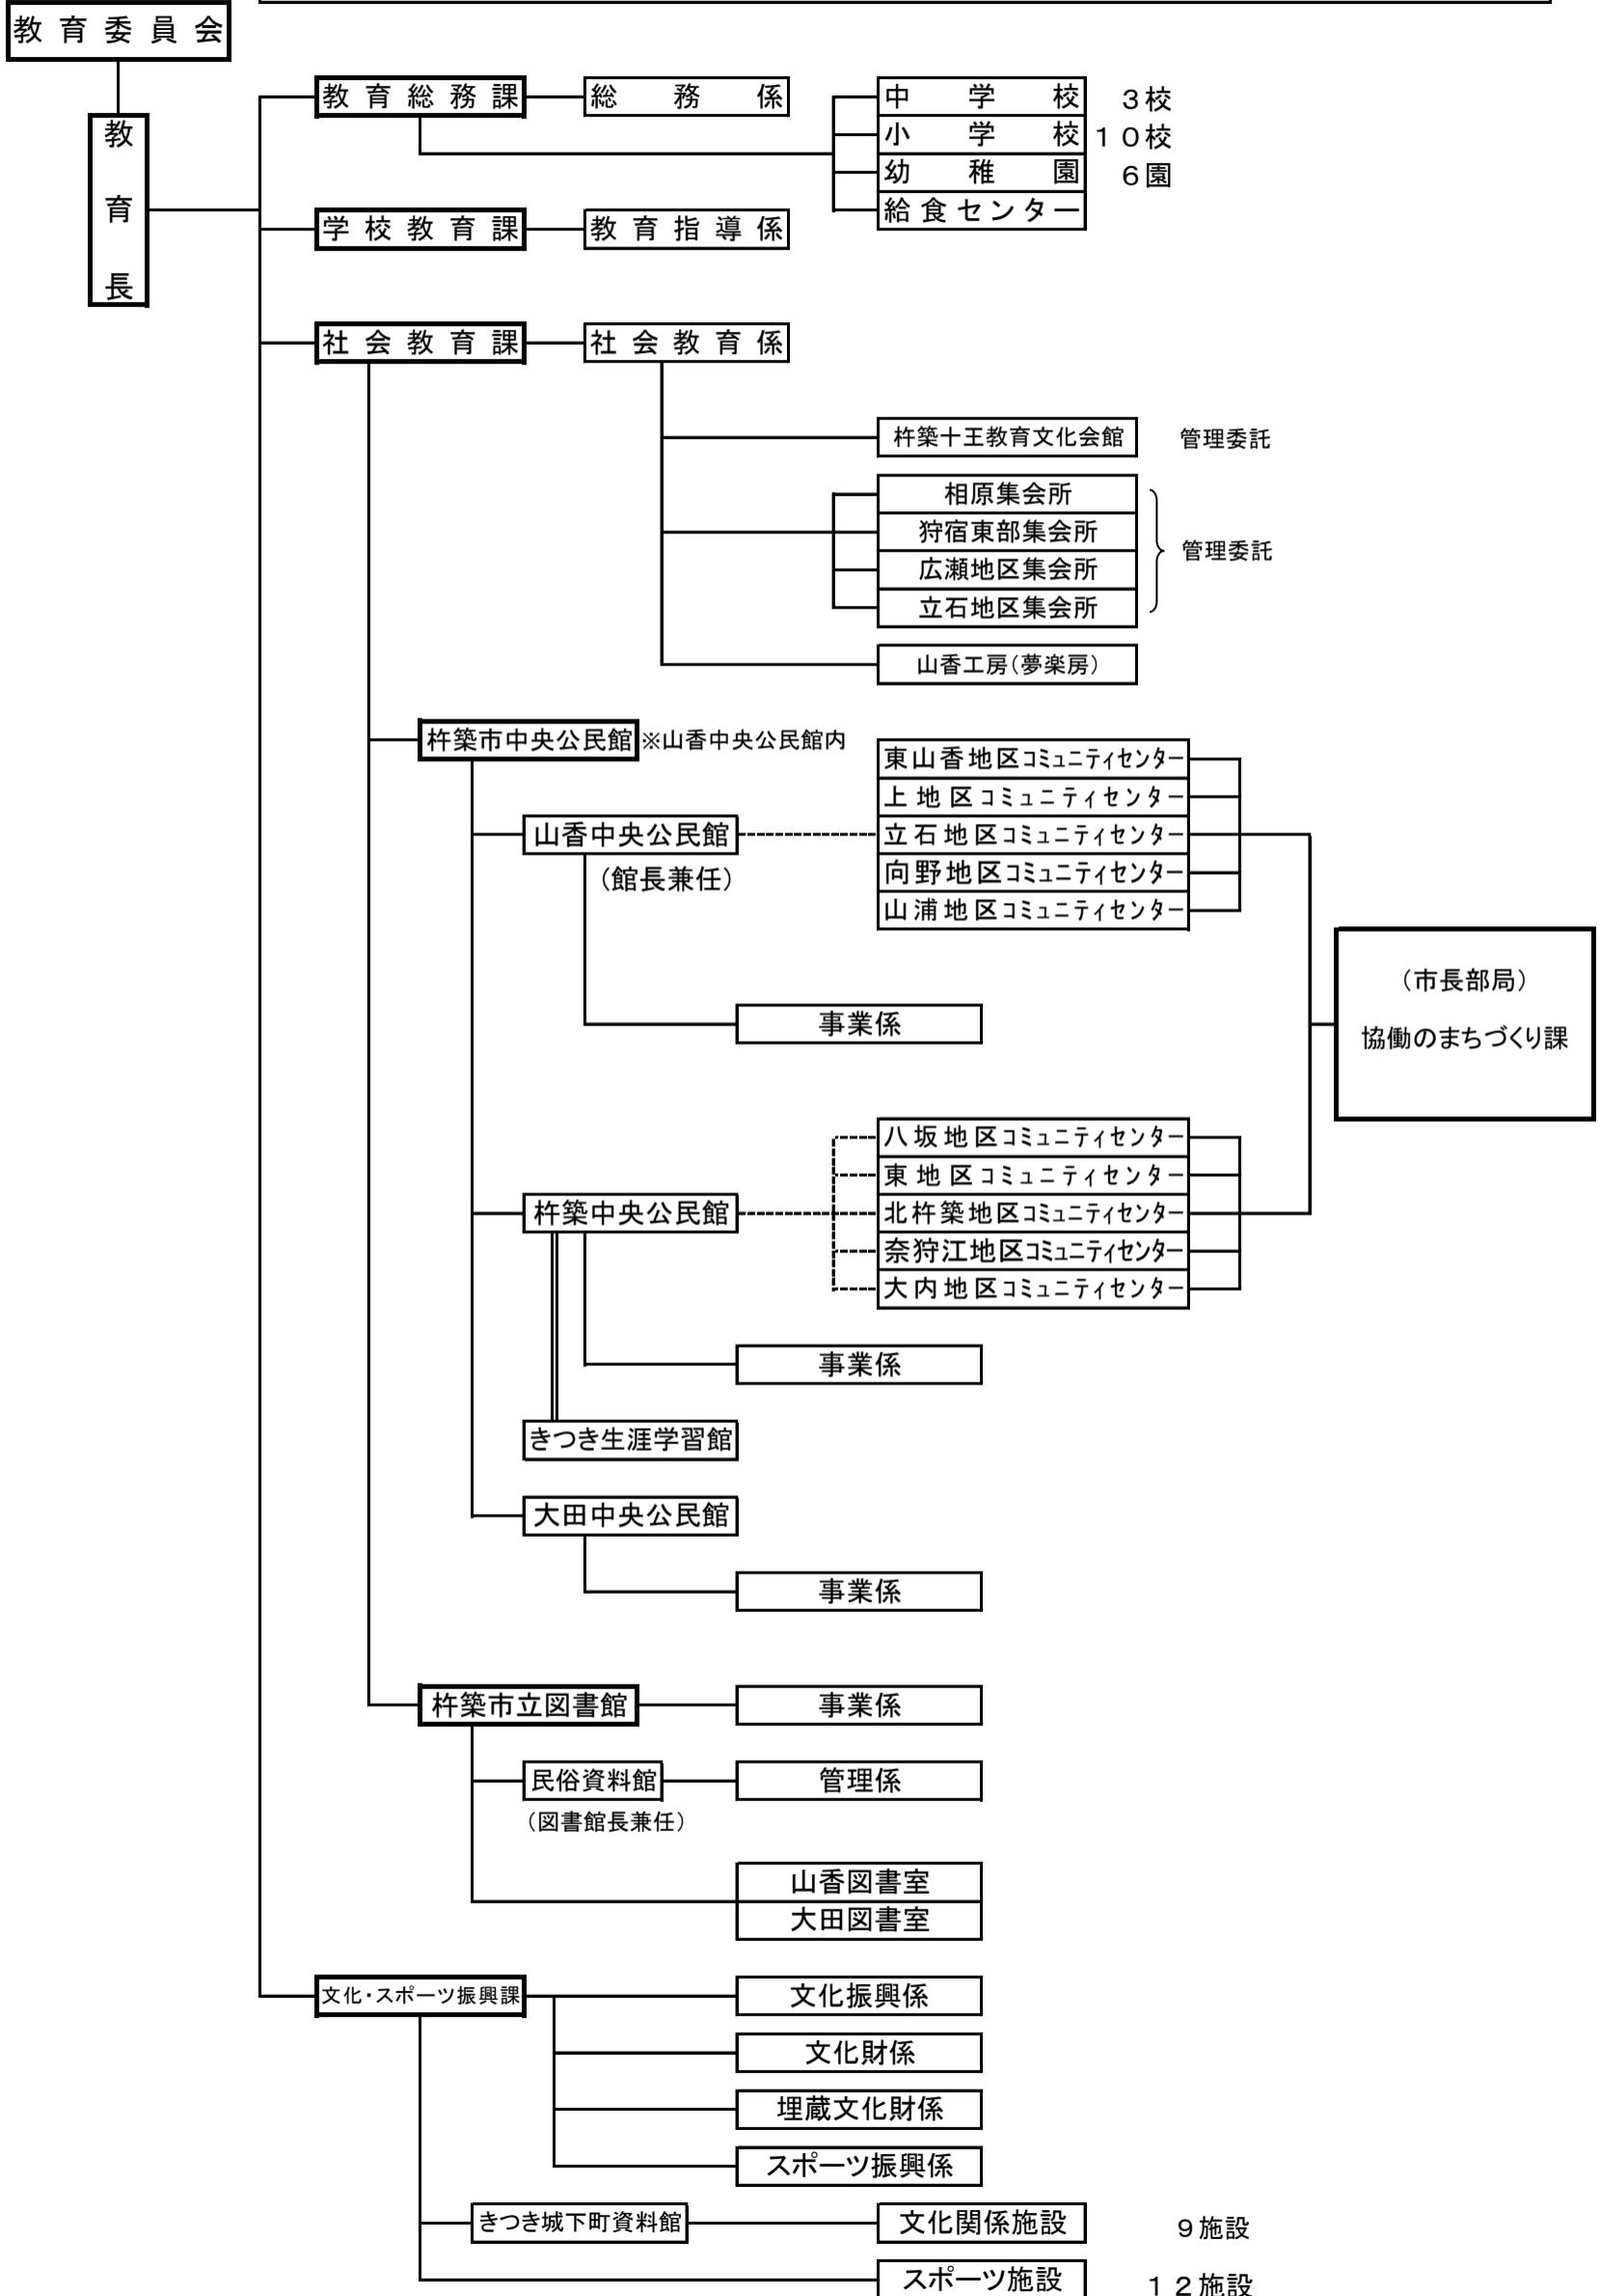 教育委員会
教育長
教育総務課 総務係
中学校 3校
小学校 10校
幼稚園 6園
給食センター
学校教育課 教育指導係
社会教育課 社会教育係
杵築十王教育文化会館 管理委託
相原集会所
狩宿東部集会所
広瀬地区集会所
立石地区集会所
管理委託
山香工房(夢楽房)
杵築市中央公民館 ※山香中央公民館内
東山香地区コミュニティセンター
上地区コミュニティセンター
山香中央公民館 立石地区コミュニティセンター
(館長兼任) 向野地区コミュニティセンター
山浦地区コミュニティセンター
(市長部局)
協働のまちづくり課
事業係
八坂地区コミュニティセンター
東地区コミュニティセンター
杵築中央公民館 北杵築地区コミュニティセンター
奈狩江地区コミュニティセンター
大内地区コミュニティセンター
事業係
きつき生涯学習館
大田中央公民館
事業係
杵築市立図書館 事業係
民俗資料館 管理係
(図書館長兼任)
山香図書室
大田図書室
文化・スポーツ振興課 文化振興係
文化財係
埋蔵文化財係
スポーツ振興係
きつき城下町資料館 文化関係施設 9施設
スポーツ施設 12施設